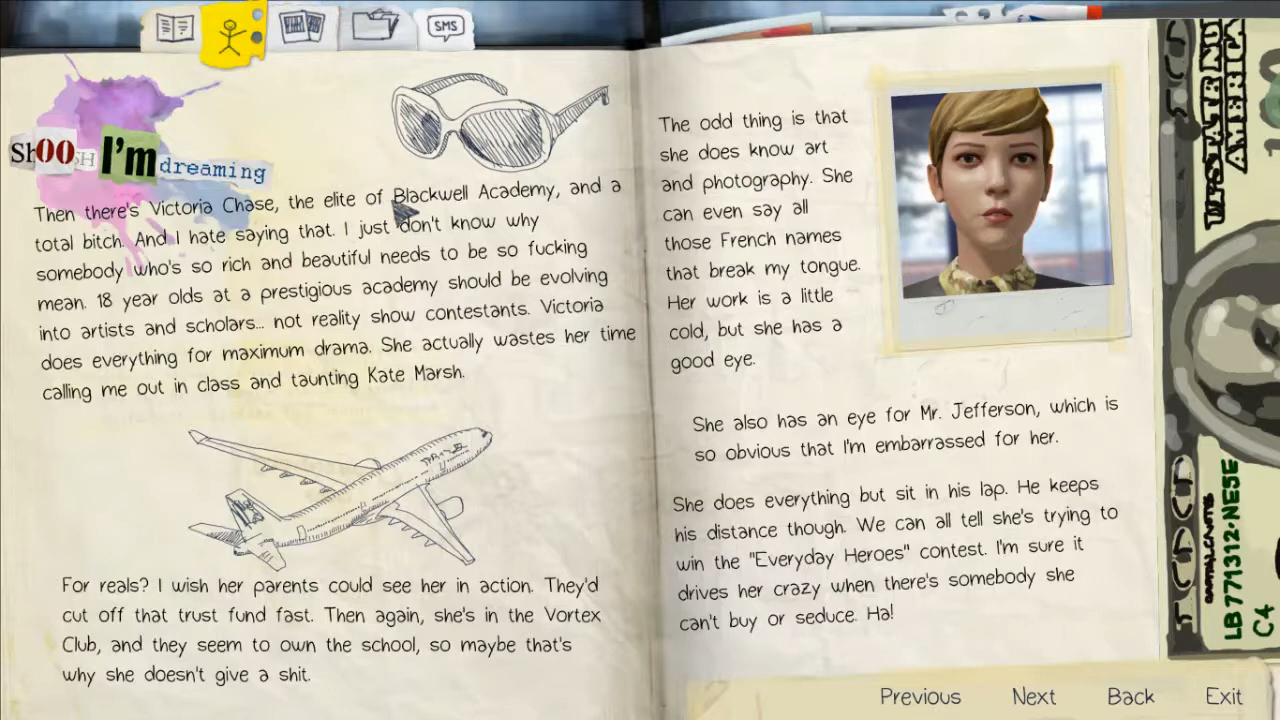 SMS
ShOOSH I'm dreaming
Then there's Victoria Chase, the elite of Blackwell Academy, and a
total bitch. And I hate saying that. I just don't know why
somebody who's so rich and beautiful needs to be so fucking
mean. 18 year olds at a prestigious academy should be evolving
into artists and scholars... not reality show contestants. Victoria
does everything for maximum drama. She actually wastes her time
calling me out in class and taunting Kate Marsh.
For reals? I wish her parents could see her in action. They'd
cut off that trust fund fast. Then again, she's in the Vortex
Club, and they seem to own the school, so maybe that's
why she doesn't give a shit.
The odd thing is that
she does know art
and photography. She
can even say all
those French names
that break my tongue.
Her work is a little
cold, but she has a
good eye.
She also has an eye for Mr. Jefferson, which is
so obvious that I'm embarrassed for her.
She does everything but sit in his lap. He keeps
his distance though. We can all tell she's trying to
win the "Everyday Heroes" contest. I'm sure it
drives her crazy when there's somebody she
can't buy or seduce. Ha!
AMERICA
LB771312-NESE
C4
Previous Next Back Exit